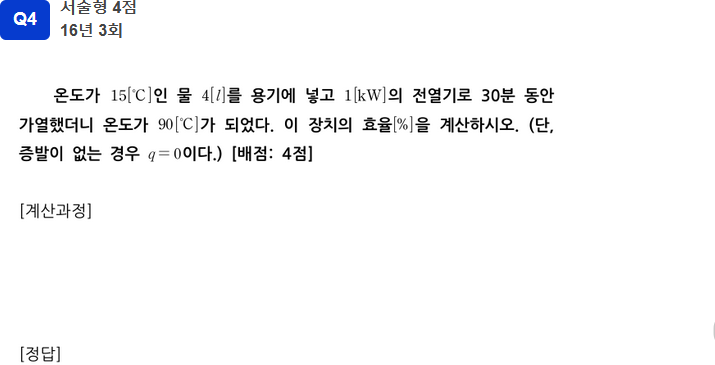 Q4
서술형 4점
16년 3회
온도가 15[℃]인 물 4[l]를 용기에 넣고 1[kW]의 전열기로 30분 동안
가열했더니 온도가 90[℃]가 되었다. 이 장치의 효율[%]을 계산하시오. (단,
증발이 없는 경우 q=0이다.) [배점: 4점]
[계산과정]
[정답]